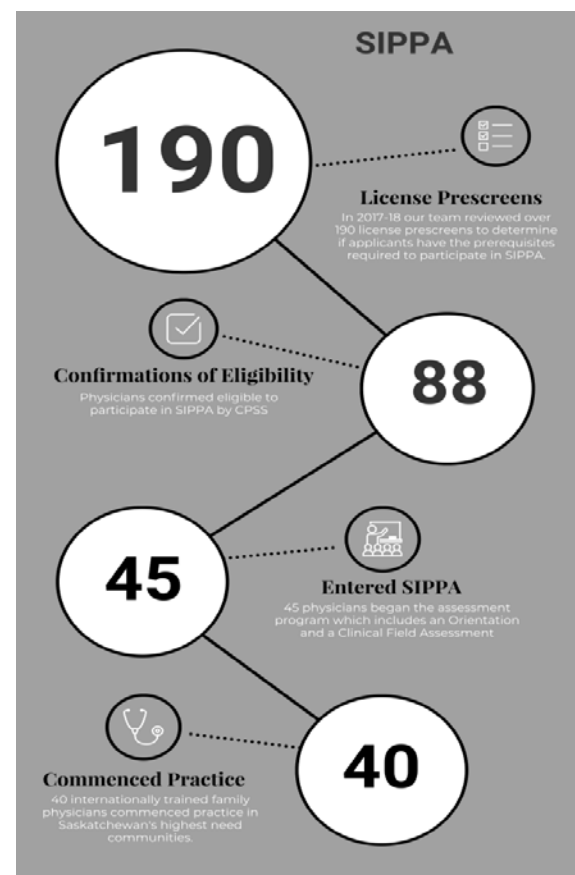 SIPPA
190
License Prescreens
In 2017-18 our team reviewed over
190 license prescreens to determine
if applicants have the prerequisites
required to participate in SIPPA.
88
Confirmations of Eligibility
Physicians confirmed eligible to
participate in SIPPA by CPSS
45
Entered SIPPA
45 physicians began the assessment
program which includes an Orientation
and a Clinical Field Assessment
40
Commenced Practice
40 internationally trained family
physicians commenced practice in
Saskatchewan's highest need
communities.